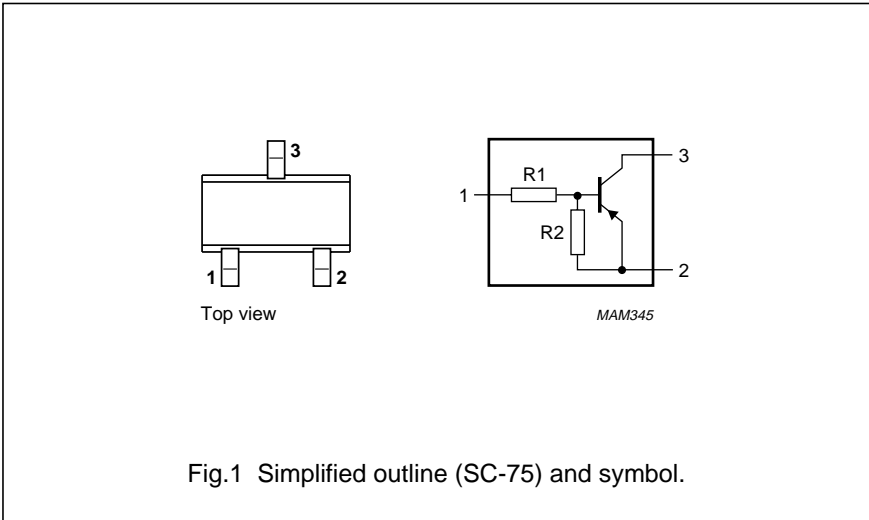 3
1
2
Top view
R1
R2
1
3
2
MAM345
Fig.1 Simplified outline (SC-75) and symbol.